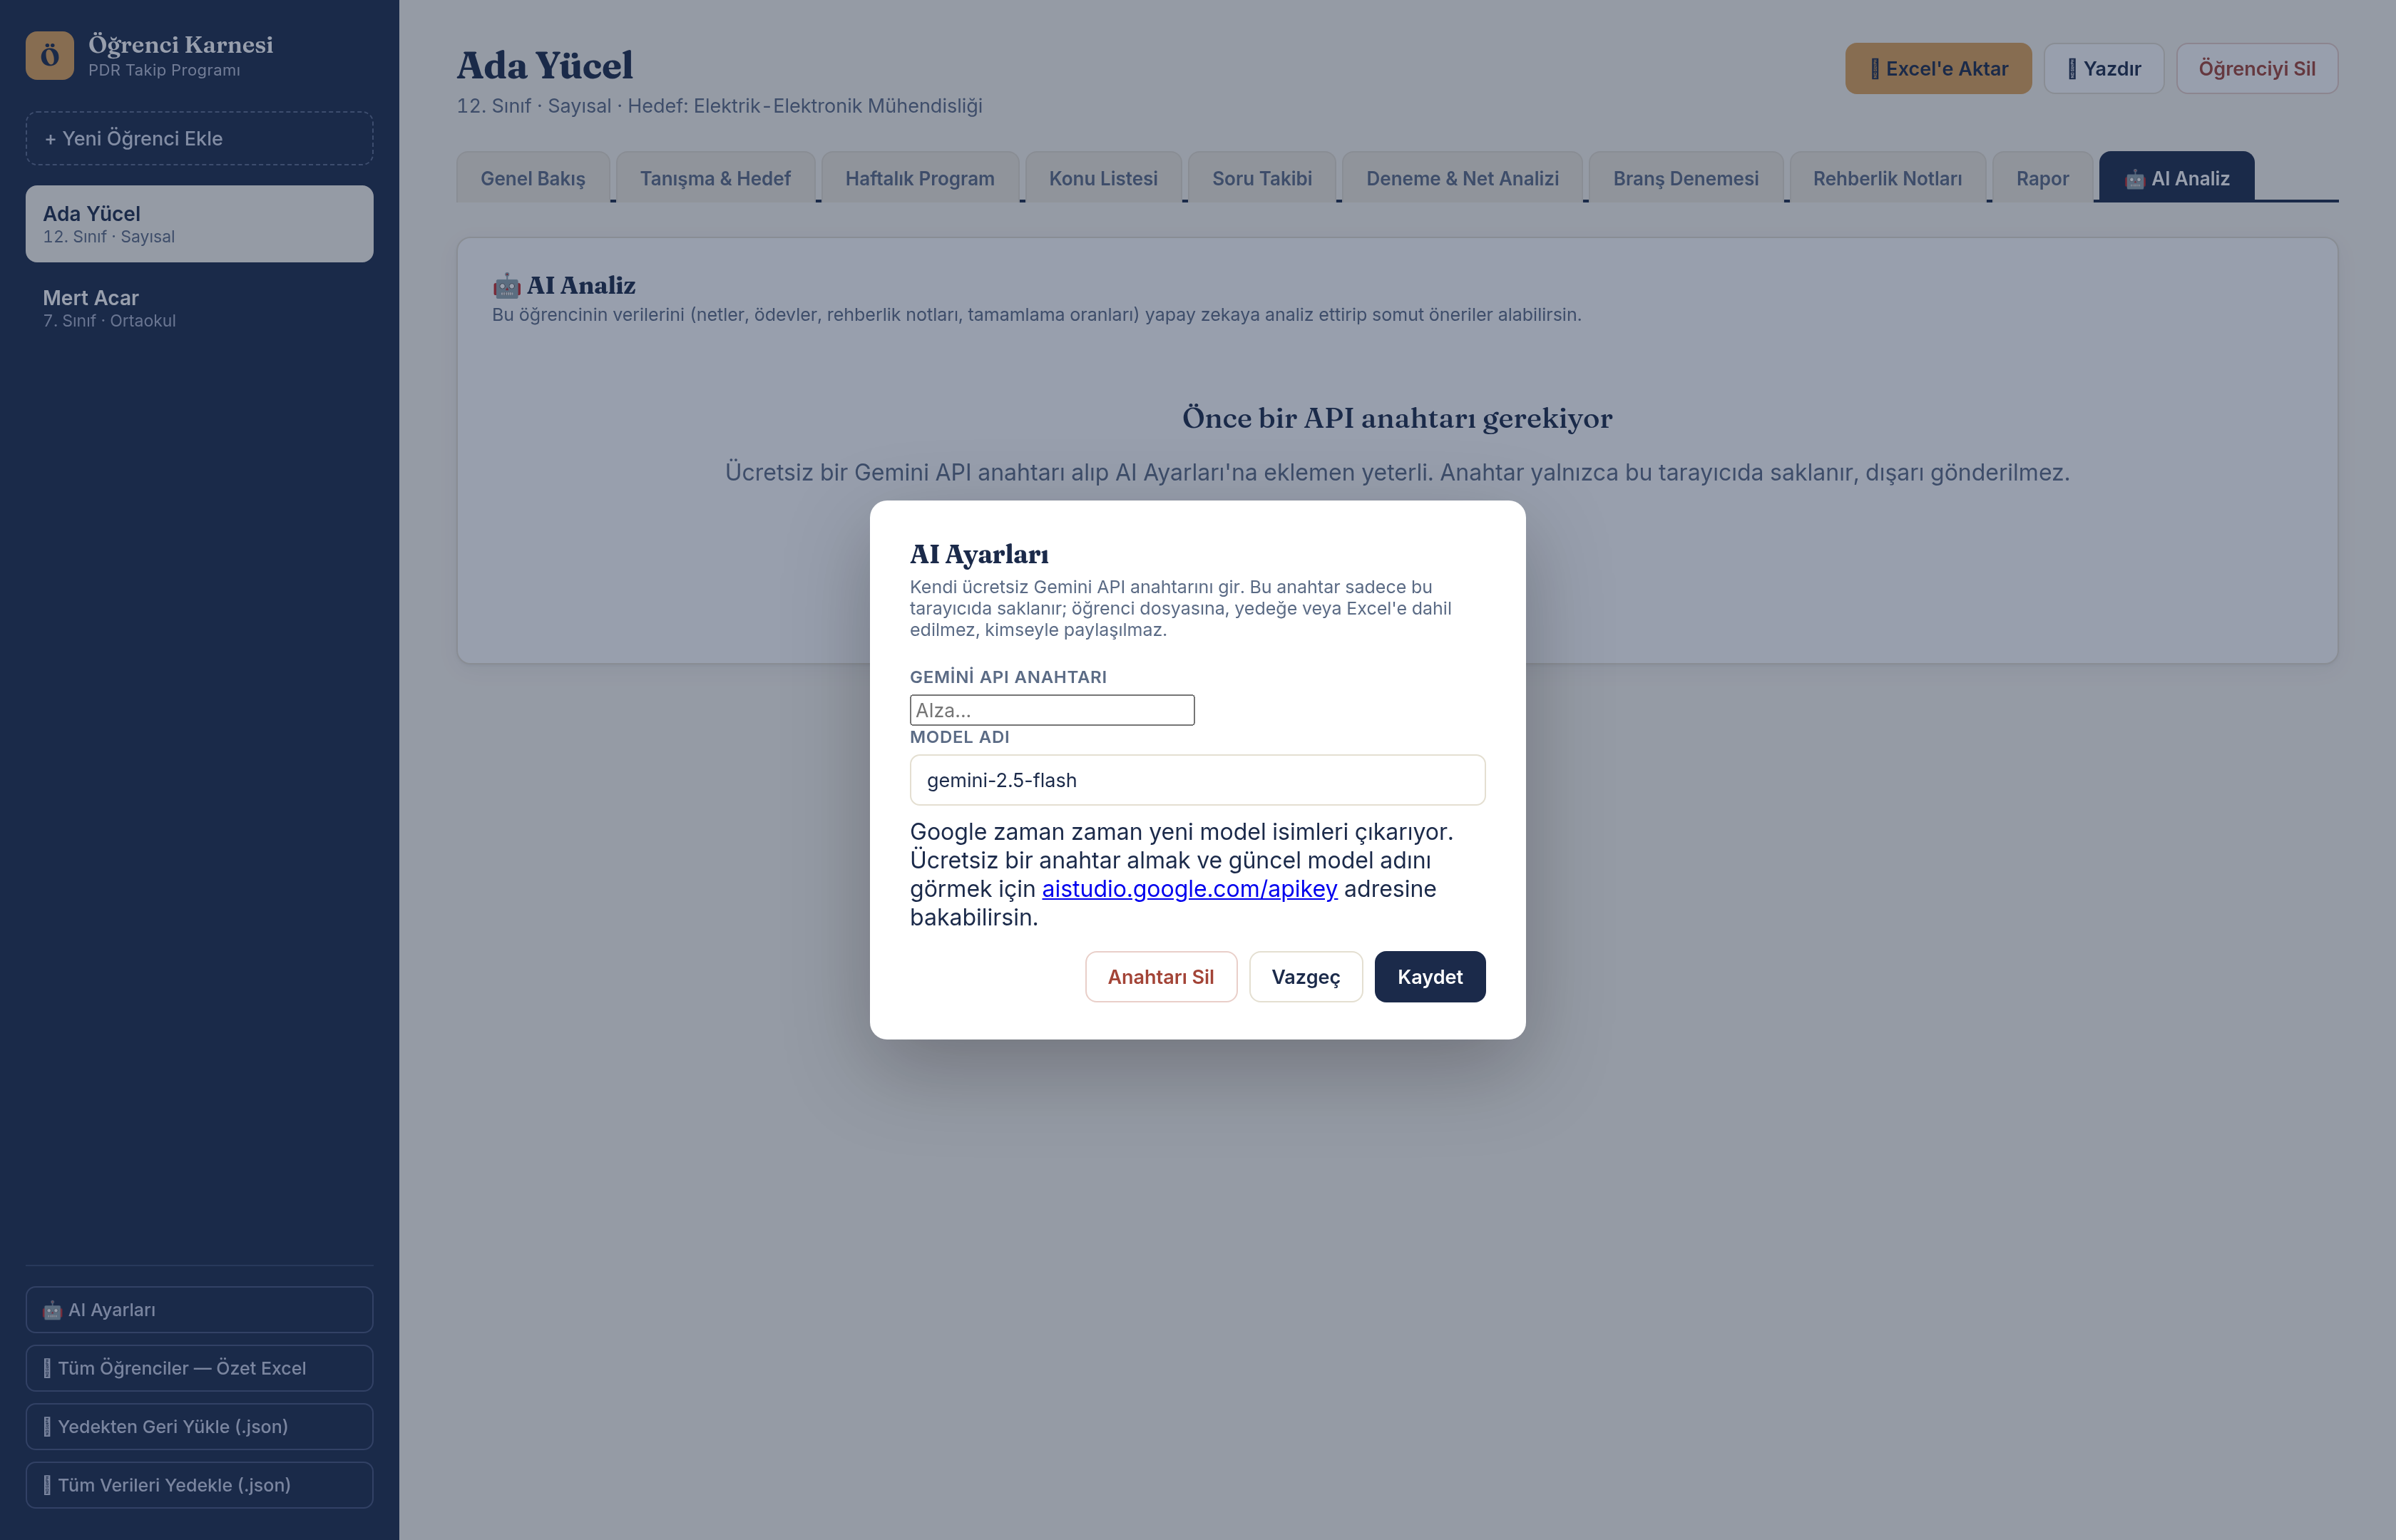 Ö
Öğrenci Karnesi
PDR Takip Programı
+ Yeni Öğrenci Ekle
Ada Yücel
12. Sınıf · Sayısal
Mert Acar
7. Sınıf · Ortaokul
🤖 AI Ayarları
Tüm Öğrenciler — Özet Excel
Yedekten Geri Yükle (.json)
Tüm Verileri Yedekle (.json)
Ada Yücel
12. Sınıf · Sayısal · Hedef: Elektrik-Elektronik Mühendisliği
Excel'e Aktar
Yazdır
Öğrenciyi Sil
Genel Bakış
Tanışma & Hedef
Haftalık Program
Konu Listesi
Soru Takibi
Deneme & Net Analizi
Branş Denemesi
Rehberlik Notları
Rapor
🤖 AI Analiz
🤖 AI Analiz
Bu öğrencinin verilerini (netler, ödevler, rehberlik notları, tamamlama oranları) yapay zekaya analiz ettirip somut öneriler alabilirsin.
Önce bir API anahtarı gerekiyor
Ücretsiz bir Gemini API anahtarı alıp AI Ayarları'na eklemen yeterli. Anahtar yalnızca bu tarayıcıda saklanır, dışarı gönderilmez.
AI Ayarları
Kendi ücretsiz Gemini API anahtarını gir. Bu anahtar sadece bu
tarayıcıda saklanır; öğrenci dosyasına, yedeğe veya Excel'e dahil
edilmez, kimseyle paylaşılmaz.
GEMİNİ API ANAHTARI
AIza...
MODEL ADI
gemini-2.5-flash
Google zaman zaman yeni model isimleri çıkarıyor.
Ücretsiz bir anahtar almak ve güncel model adını
görmek için aistudio.google.com/apikey adresine
bakabilirsin.
Anahtarı Sil
Vazgeç
Kaydet